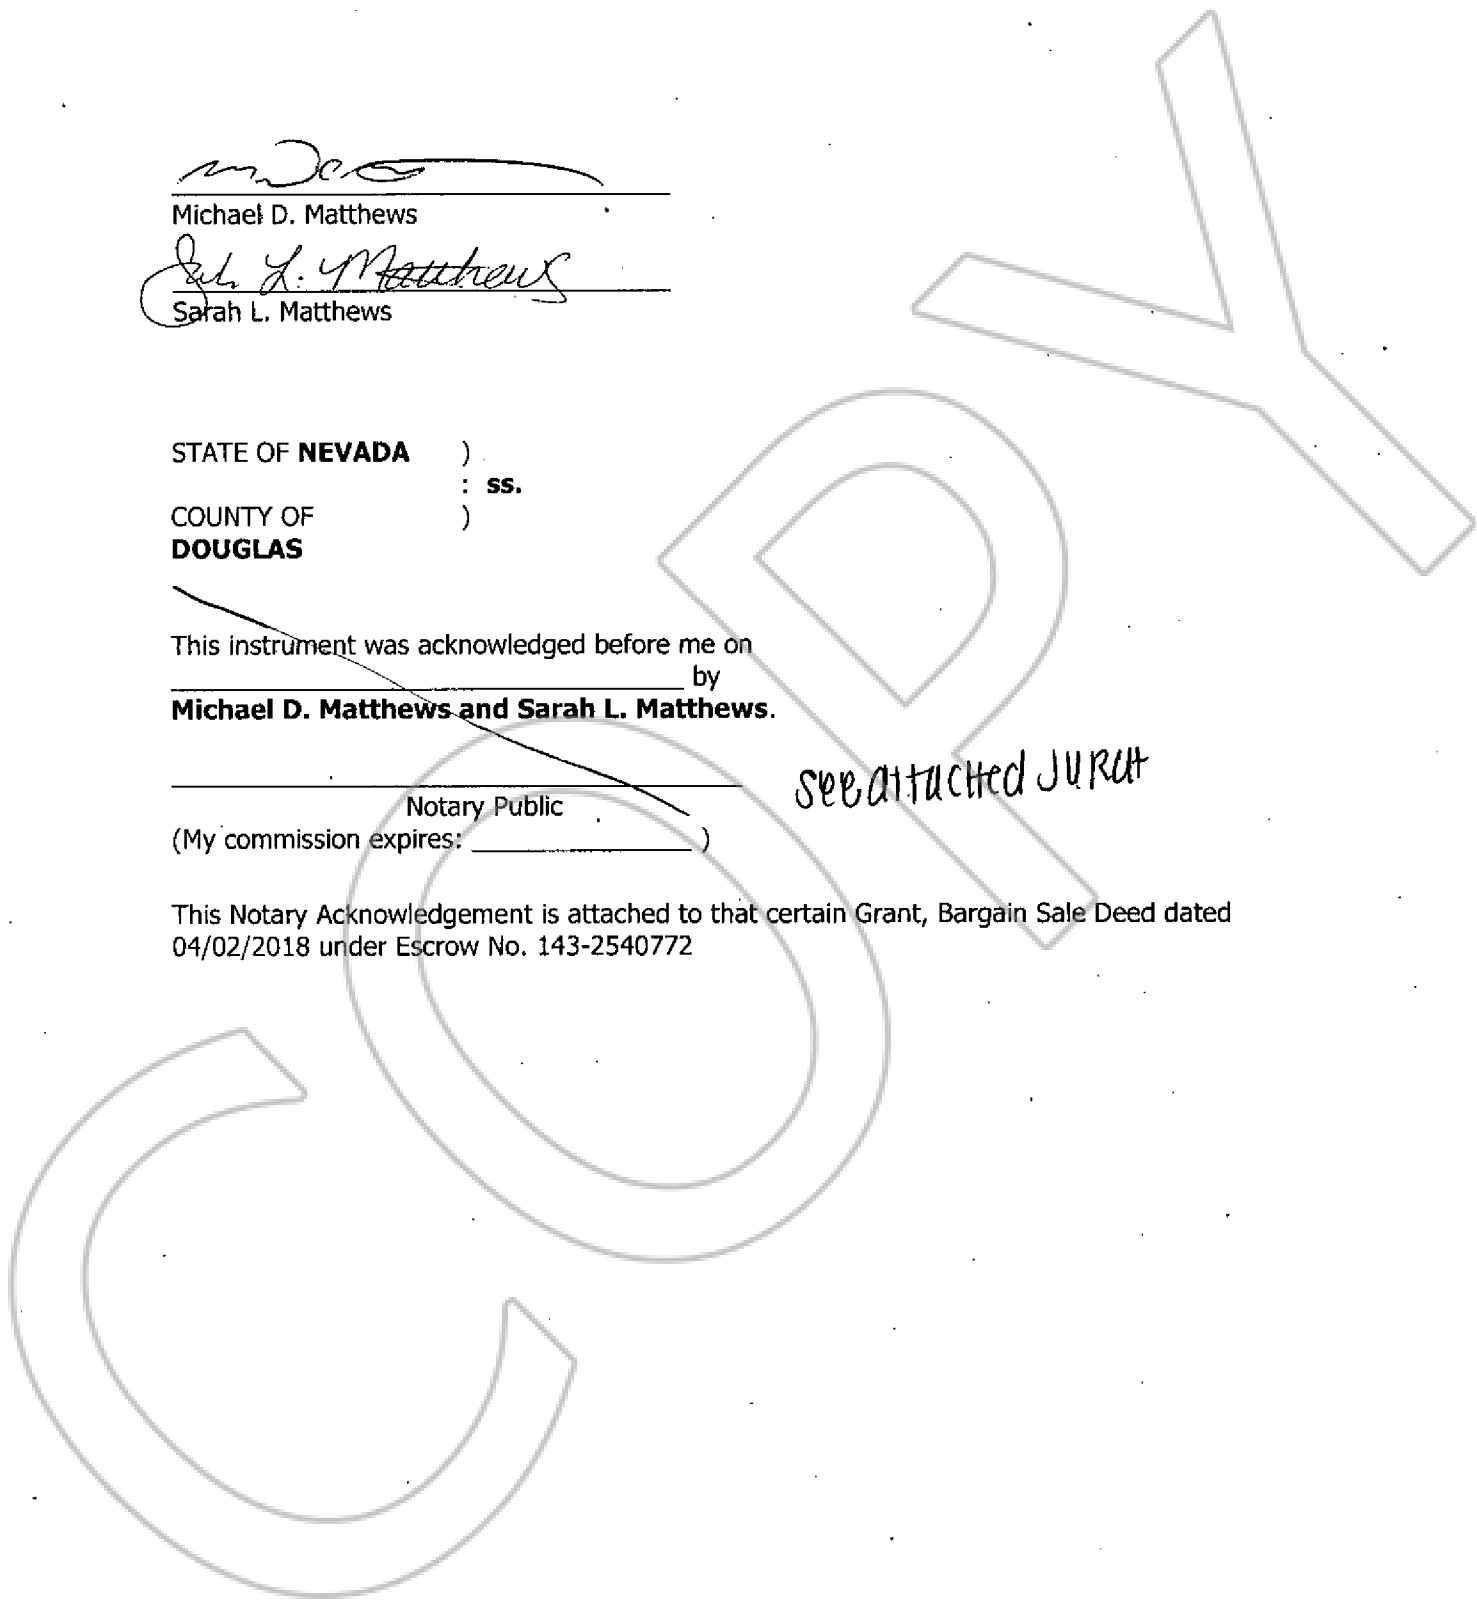 Michael D. Matthews
L. Matthews
Sarah L. Matthews
STATE OF NEVADA )
: ss.
COUNTY OF )
DOUGLAS
This instrument was acknowledged before me on
by
Michael D. Matthews and Sarah L. Matthews.
see attached JURAt
Notary Public
(My commission expires: )
This Notary Acknowledgement is attached to that certain Grant, Bargain Sale Deed dated
04/02/2018 under Escrow No. 143-2540772
COPY